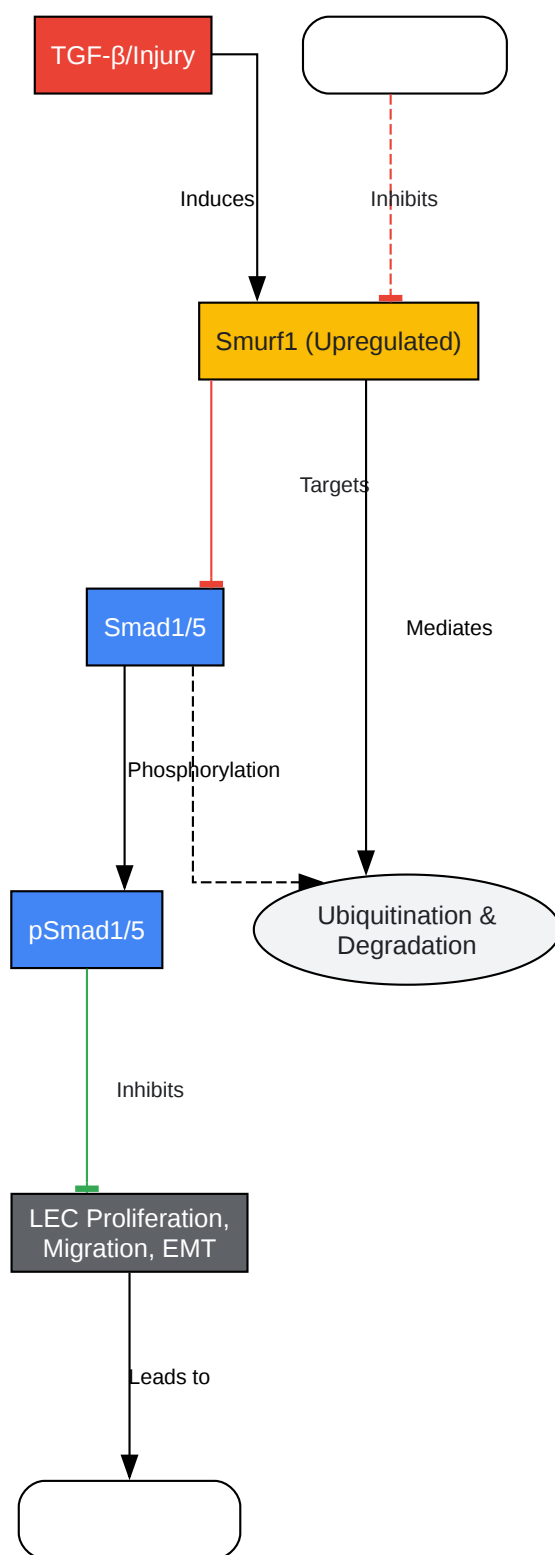 TGF-β/Injury
Induces
Inhibits
Smurf1 (Upregulated)
Targets
Smad1/5
Mediates
Phosphorylation
pSmad1/5
Ubiquitination &
Degradation
Inhibits
LEC Proliferation,
Migration, EMT
Leads to